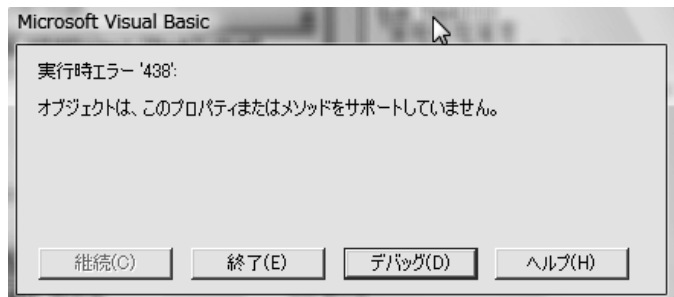 Microsoft Visual Basic
実行時エラー '438':
オブジェクトは、このプロパティまたはメソッドをサポートしていません。
継続(C)
終了(E)
デバッグ(D)
ヘルプ(H)